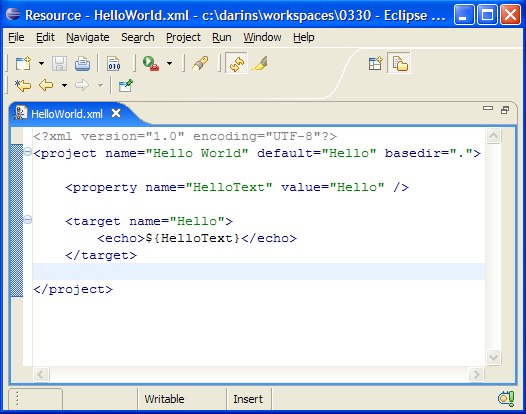 Resource - HelloWorld.xml - c:\darins\workspaces\0330 - Eclipse ...
File Edit Navigate Search Project Run Window Help
010
HelloWorld.xml
<?xml version="1.0" encoding="UTF-8"?>
<project name="Hello World" default="Hello" basedir=".">
<property name="HelloText" value="Hello" />
<target name="Hello">
<echo>${HelloText}</echo>
</target>
</project>
Writable Insert